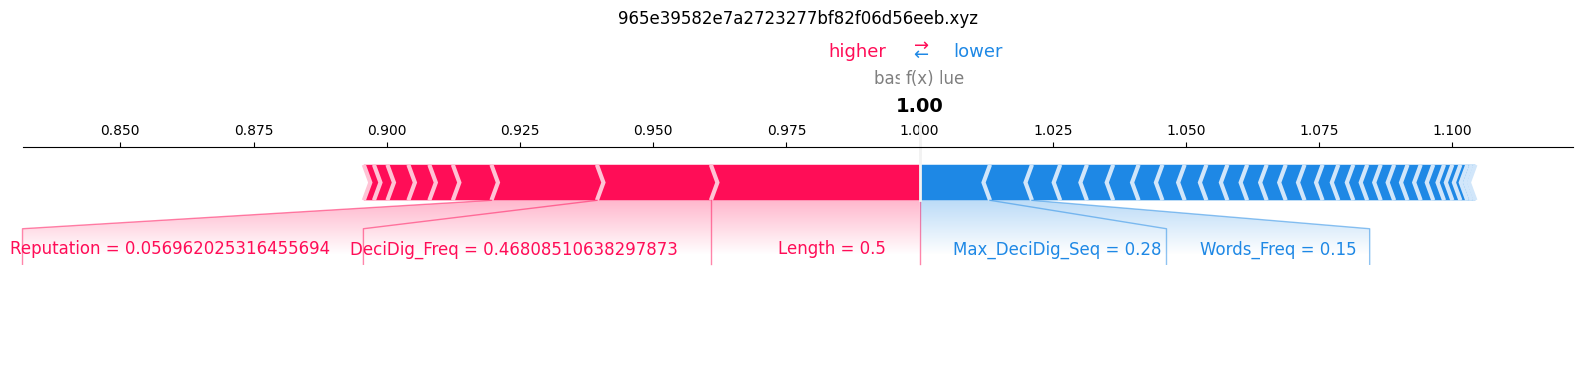 965e39582e7a2723277bf82f06d56eeb.xyz
higher ⇄ lower
bas f(x) lue
1.00
0.850 0.875 0.900 0.925 0.950 0.975 1.000 1.025 1.050 1.075 1.100
Reputation = 0.056962025316455694 DeciDig_Freq = 0.46808510638297873 Length = 0.5 Max_DeciDig_Seq = 0.28 Words_Freq = 0.15